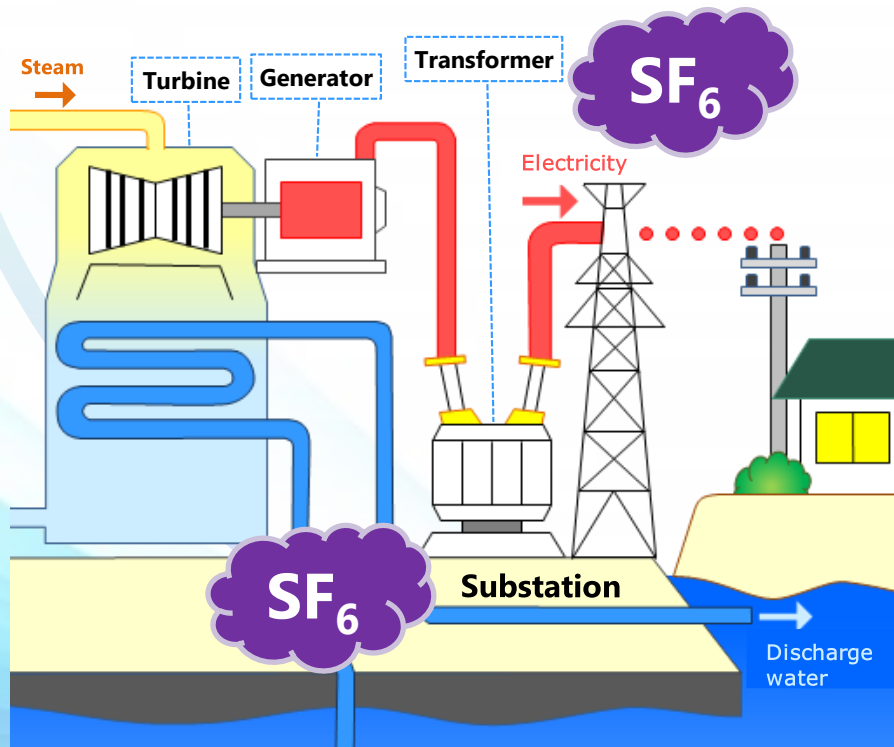 Steam
Turbine
Generator
Transformer
SF₆
Electricity
SF₆
Substation
Discharge
water